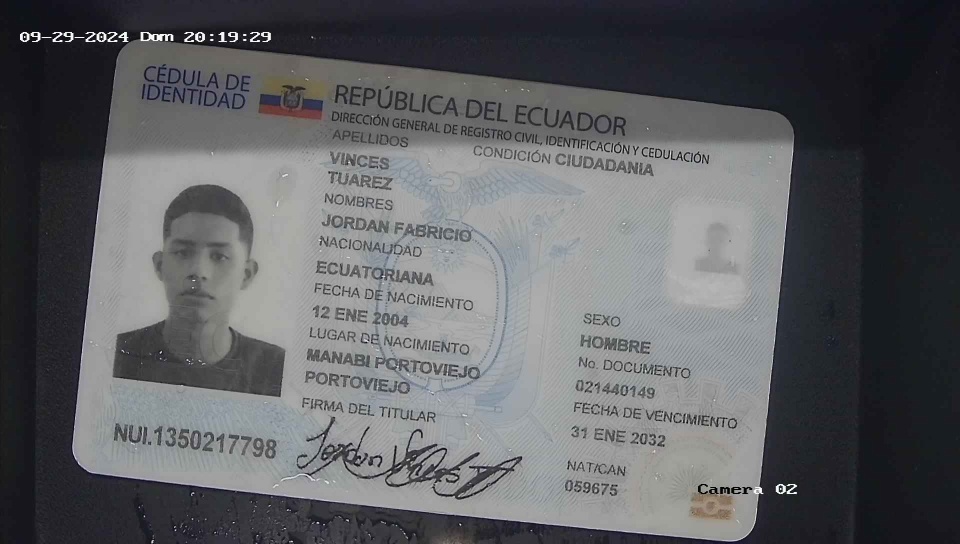 09-29-2024 Dom 20:19:29
CÉDULA DE
IDENTIDAD
REPÚBLICA DEL ECUADOR
DIRECCIÓN GENERAL DE REGISTRO CIVIL, IDENTIFICACIÓN Y CEDULACIÓN
APELLIDOS
CONDICIÓN CIUDADANIA
VINCES
TUAREZ
NOMBRES
JORDAN FABRICIO
NACIONALIDAD
ECUATORIANA
FECHA DE NACIMIENTO
12 ENE 2004
LUGAR DE NACIMIENTO
MANABI PORTOVIEJO
PORTOVIEJO
FIRMA DEL TITULAR
SEXO
HOMBRE
No. DOCUMENTO
021440149
FECHA DE VENCIMIENTO
31 ENE 2032
NAT/CAN
059675
NUI.1350217798
Camera 02